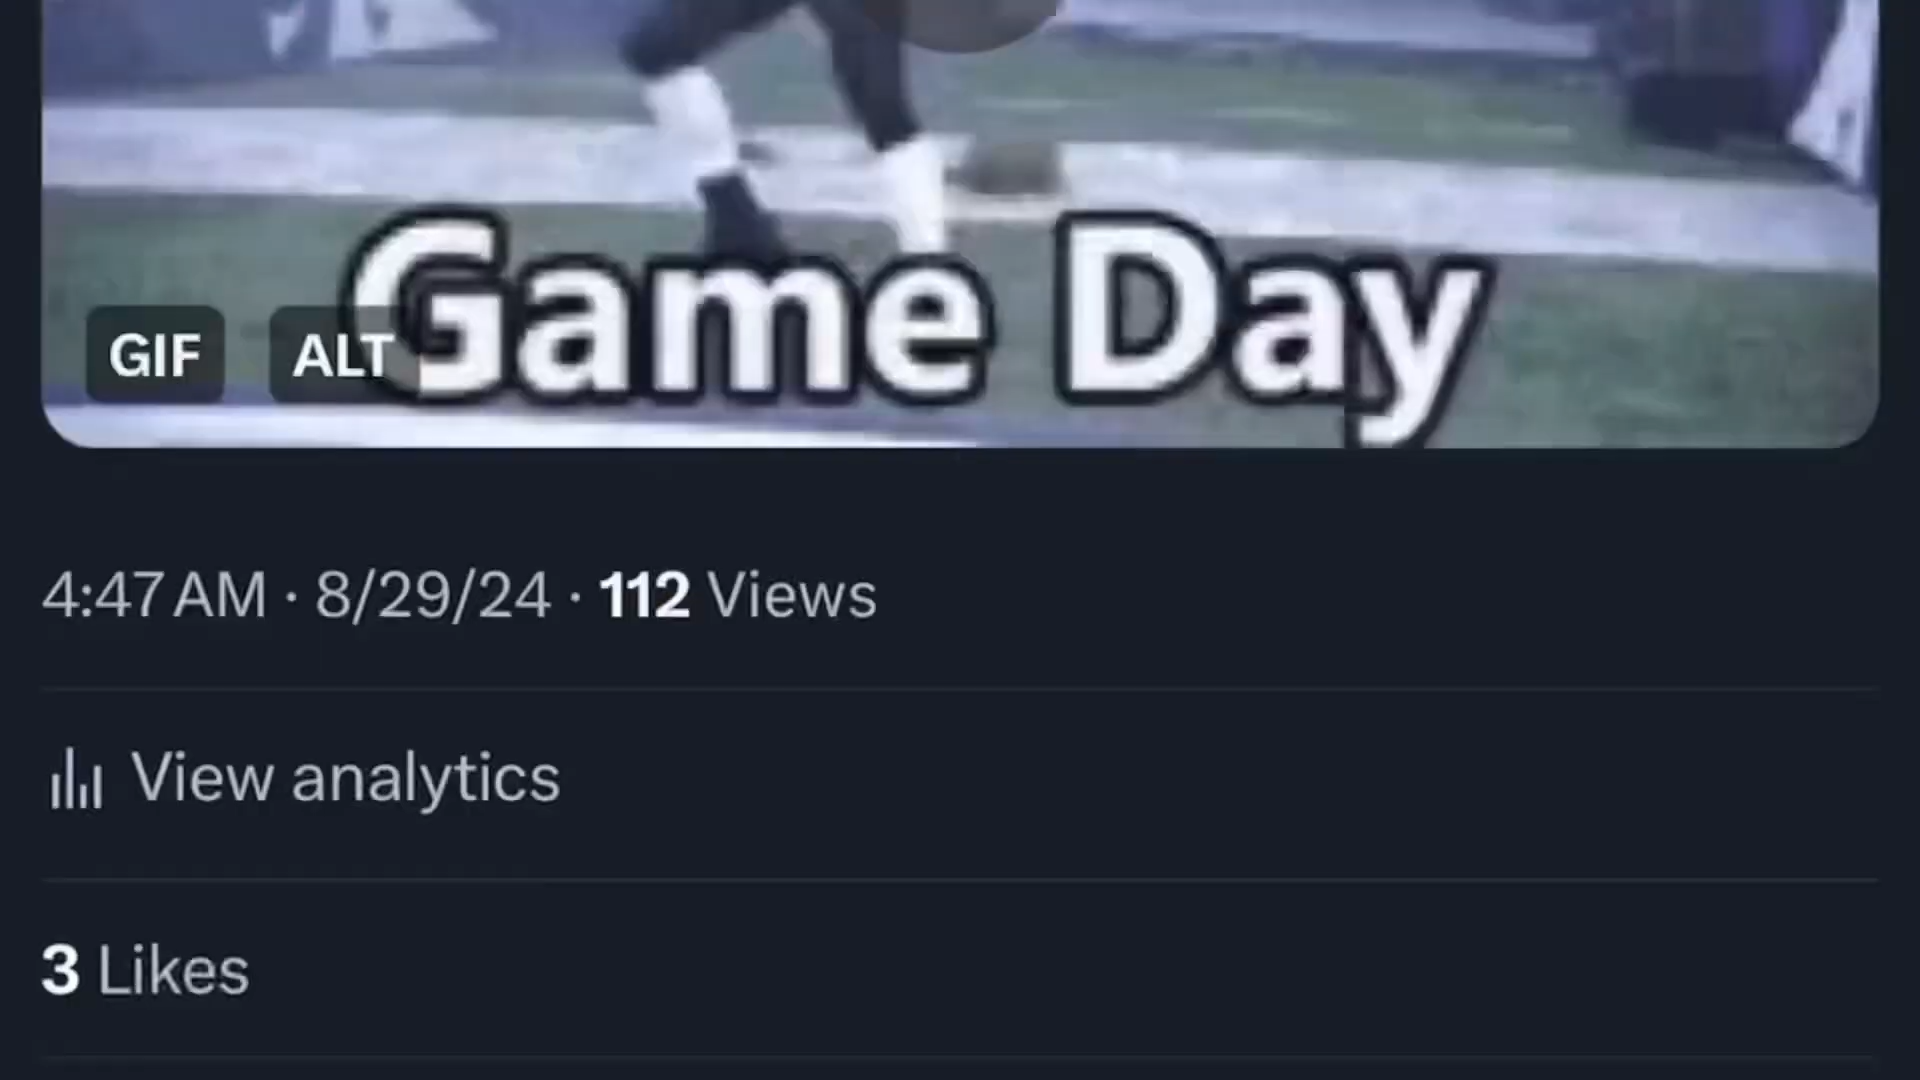 Game Day
GIF ALT
4:47 AM · 8/29/24 · 112 Views
View analytics
3 Likes